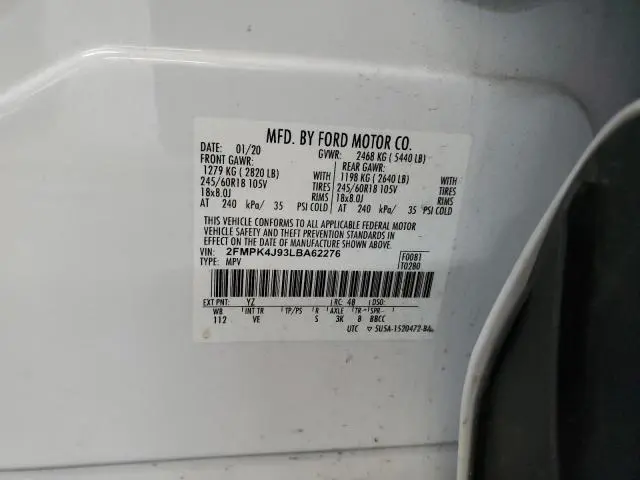 MFD. BY FORD MOTOR CO.
DATE: 01/20 GVWR: 2468 KG ( 5440 LB)
FRONT GAWR: REAR GAWR:
1279 KG ( 2820 LB) WITH 1198 KG ( 2640 LB) WITH
245/60R18 105V TIRES 245/60R18 105V TIRES
18x8.0J RIMS 18x8.0J RIMS
AT 240 kPa/ 35 PSI COLD AT 240 kPa/ 35 PSI COLD
THIS VEHICLE CONFORMS TO ALL APPLICABLE FEDERAL MOTOR
VEHICLE SAFETY AND THEFT PREVENTION STANDARDS IN
EFFECT ON THE DATE OF MANUFACTURE SHOWN ABOVE.
VIN: 2FMPK4J93LBA62276 F0081
TYPE: MPV T0280
EXT PNT: YZ RC: 48 DSO:
WB INT TR TP/PS R AXLE TR SPR
112 VE S 3K 8 BBCC
UTC ▽ 5U5A-1520472-BA